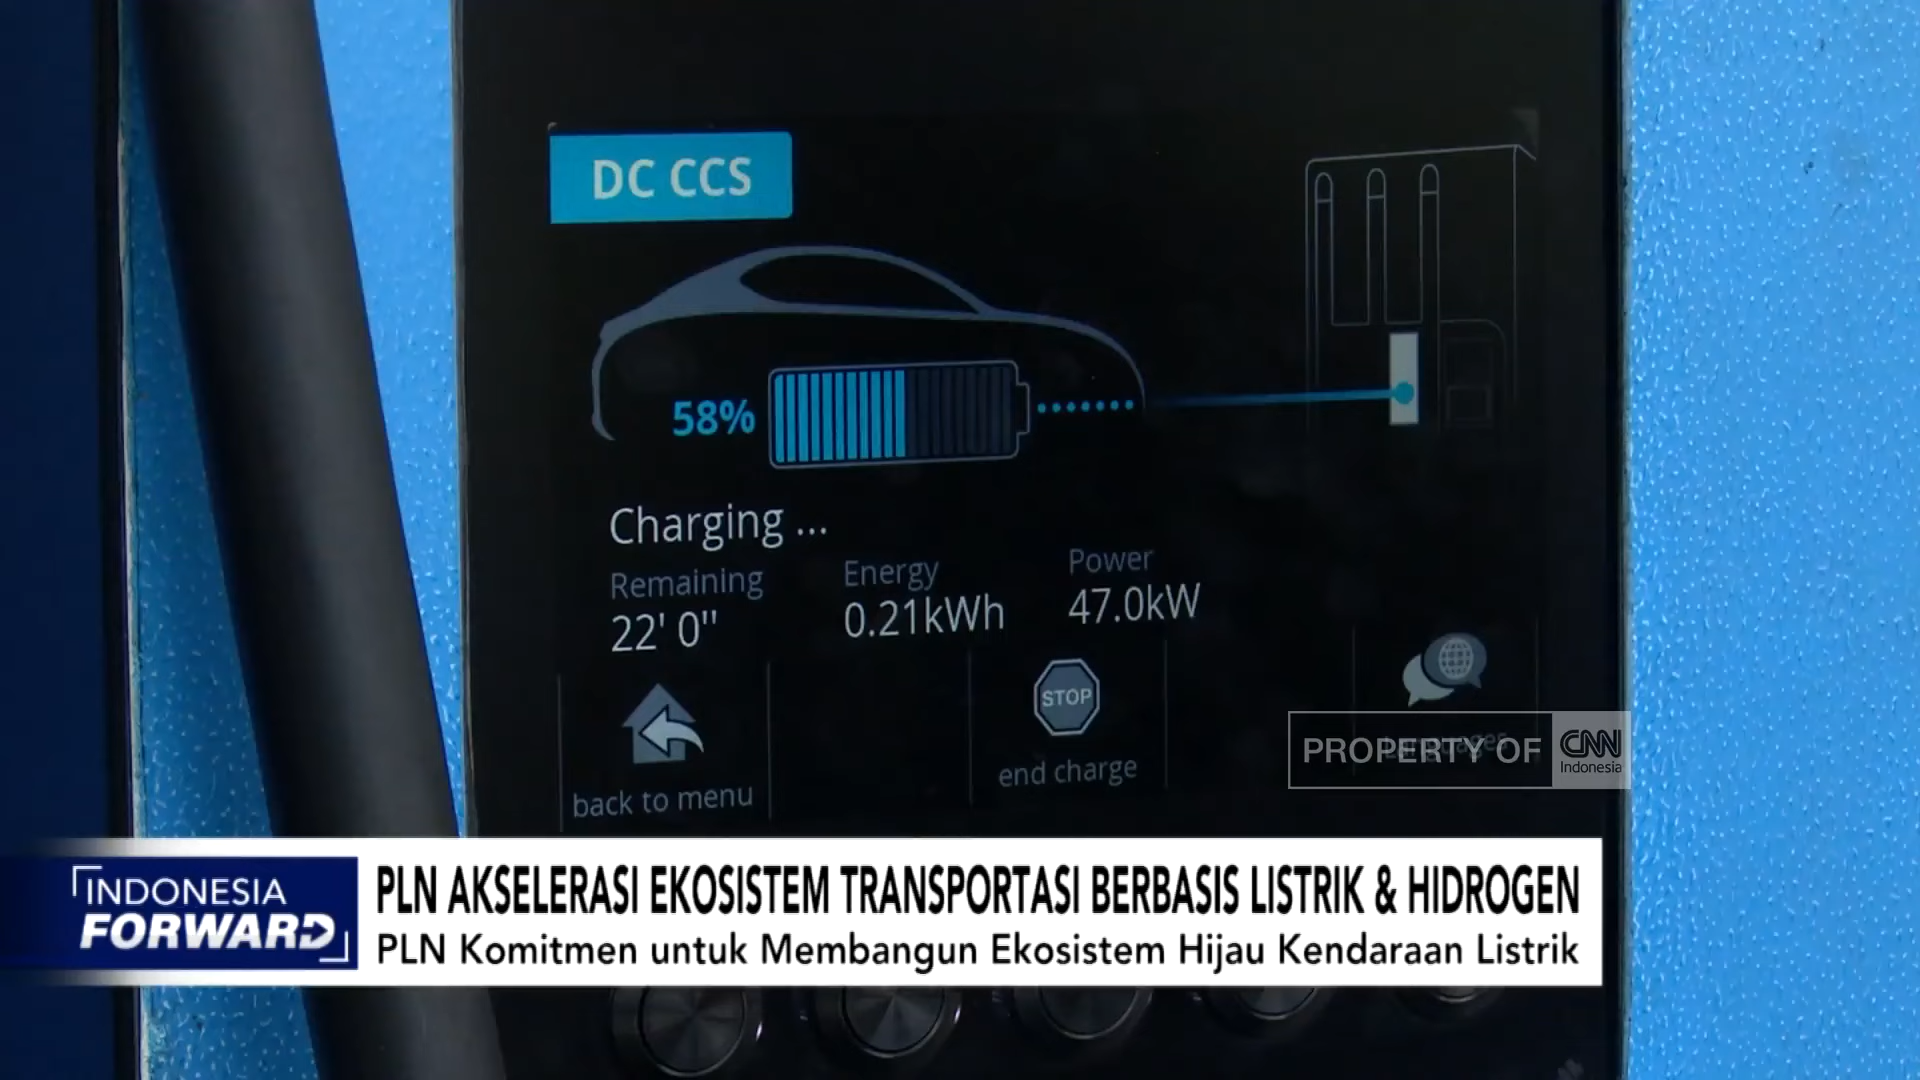 DC CCS
58%
Charging ...
Remaining
Energy
Power
22' 0"
0.21kWh
47.0kW
STOP
back to menu
end charge
Languages
PROPERTY OF CNN Indonesia
INDONESIA FORWARD
PLN AKSELERASI EKOSISTEM TRANSPORTASI BERBASIS LISTRIK & HIDROGEN
PLN Komitmen untuk Membangun Ekosistem Hijau Kendaraan Listrik